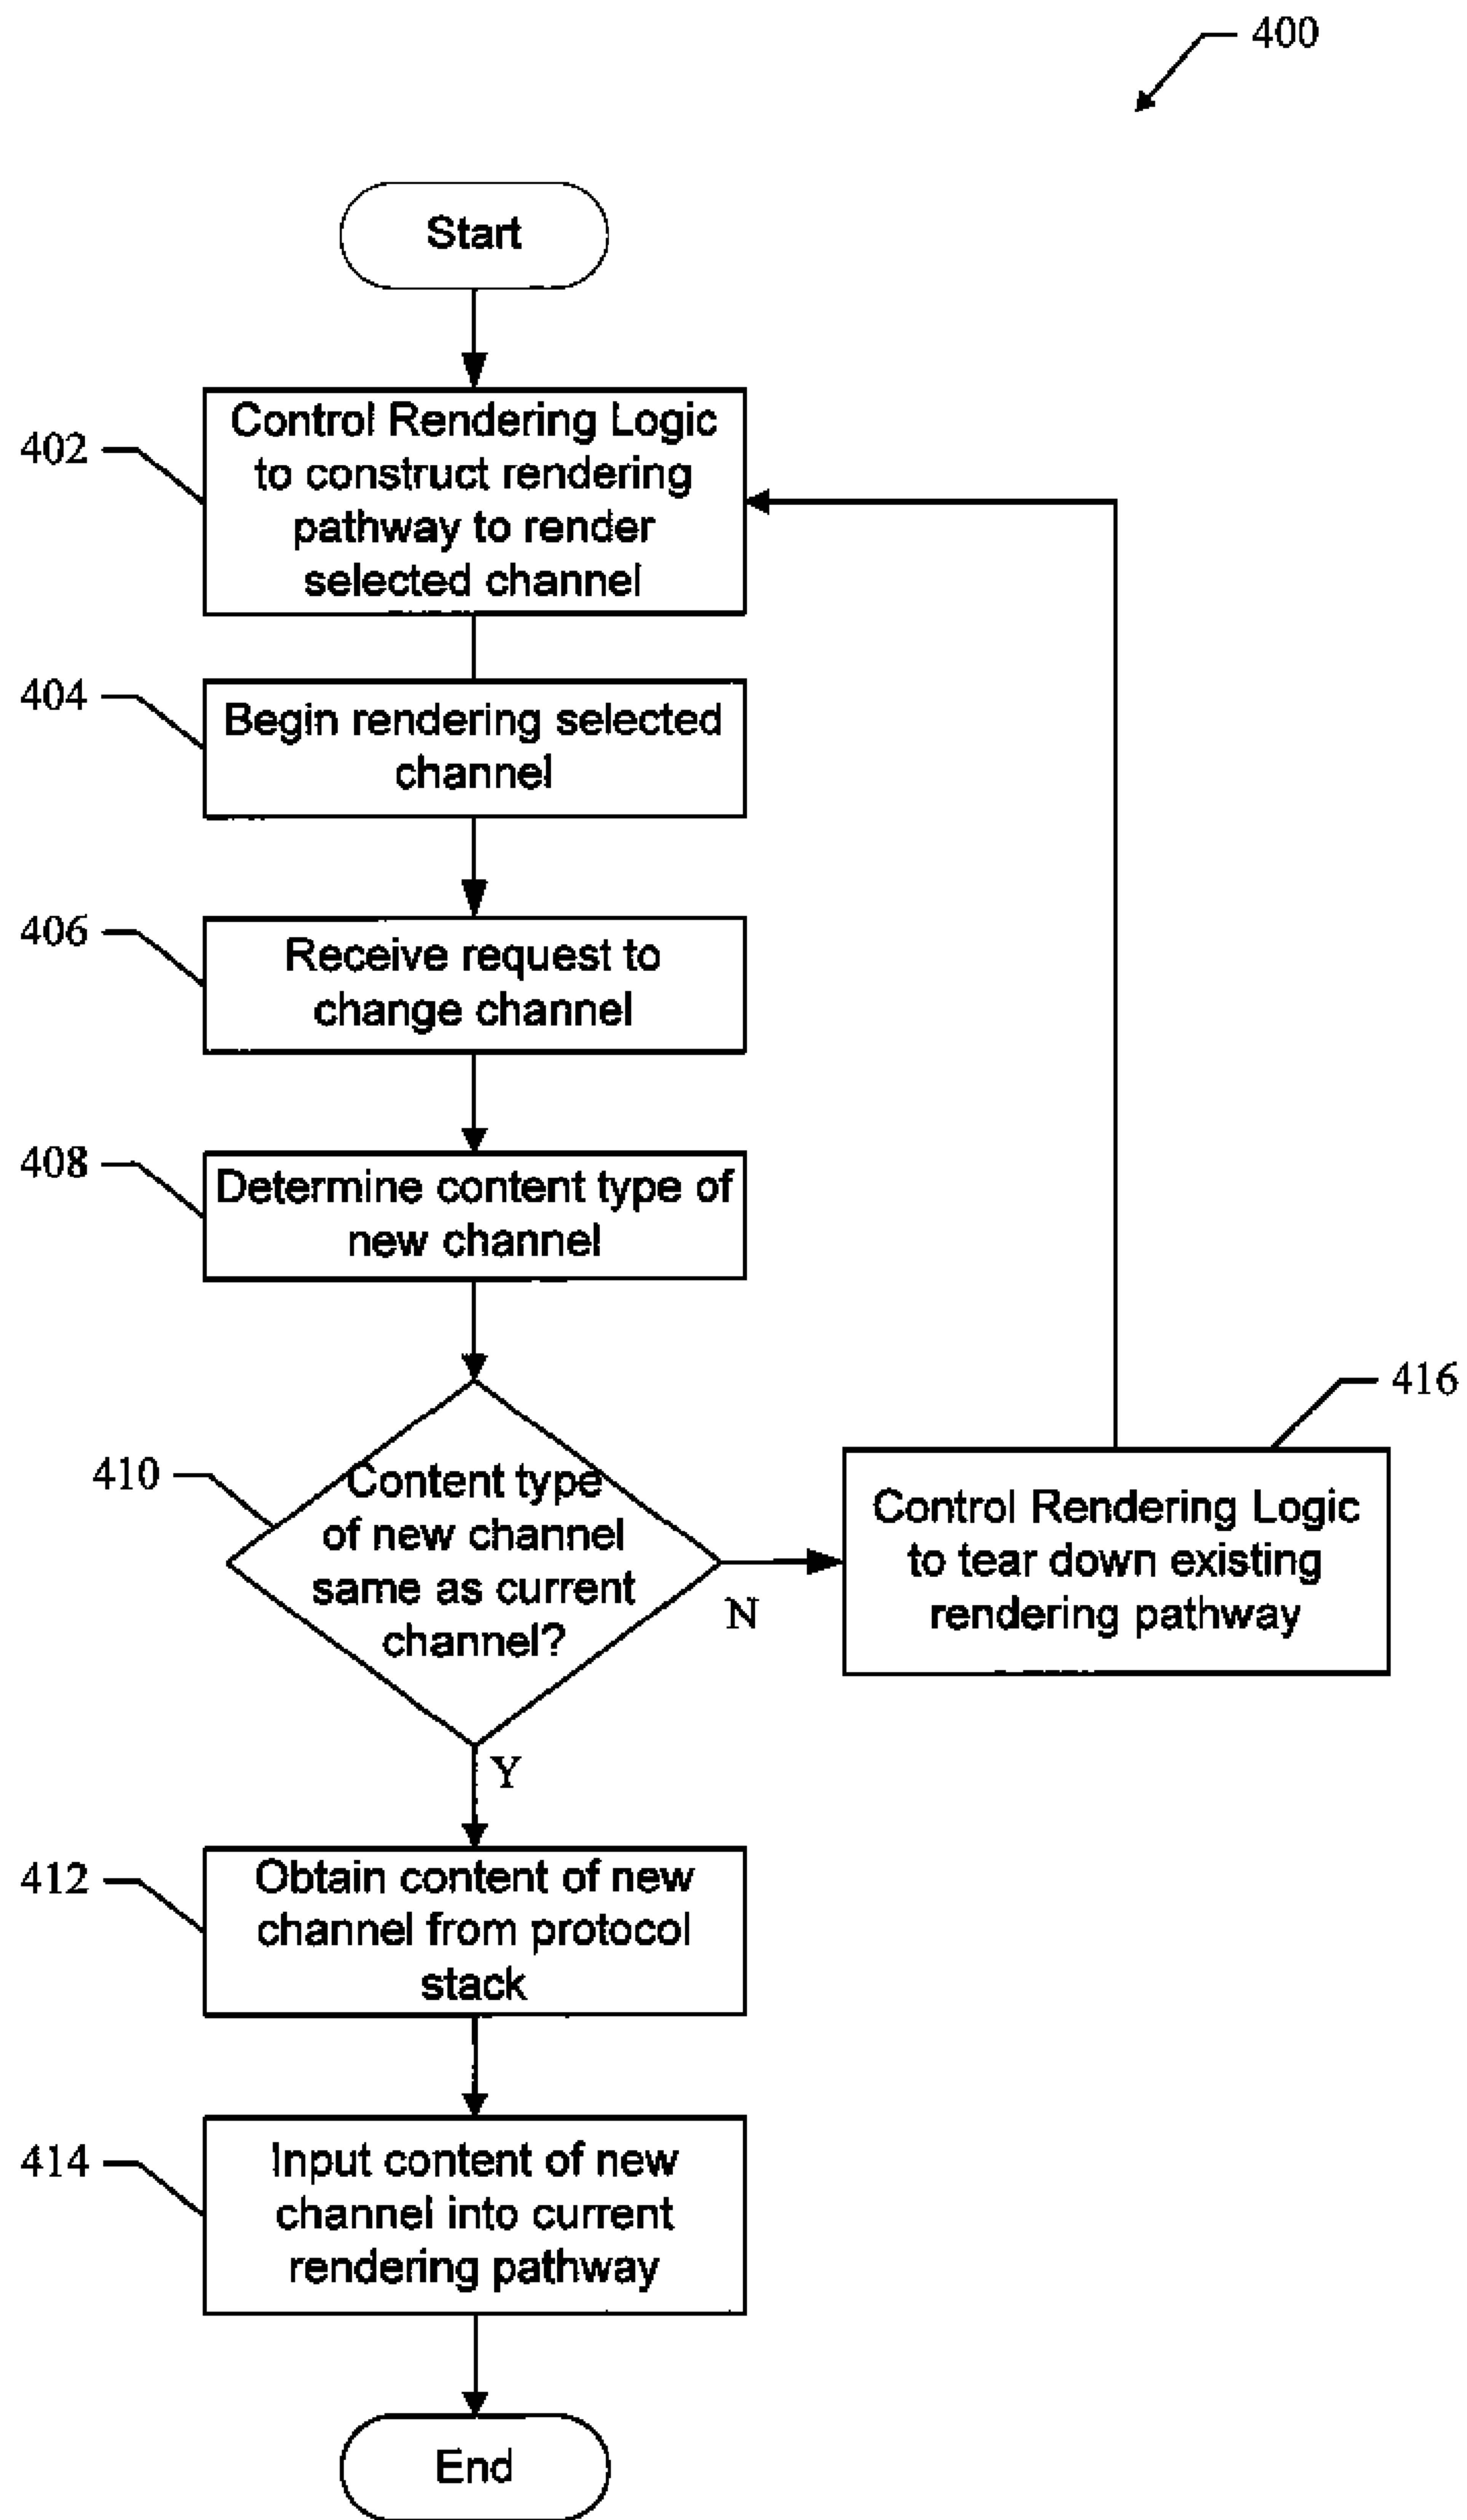 400
Start
402
Control Rendering Logic
to construct rendering
pathway to render
selected channel
404
Begin rendering selected
channel
406
Receive request to
change channel
408
Determine content type of
new channel
410
Content type
of new channel
same as current
channel?
N
416
Control Rendering Logic
to tear down existing
rendering pathway
Y
412
Obtain content of new
channel from protocol
stack
414
Input content of new
channel into current
rendering pathway
End